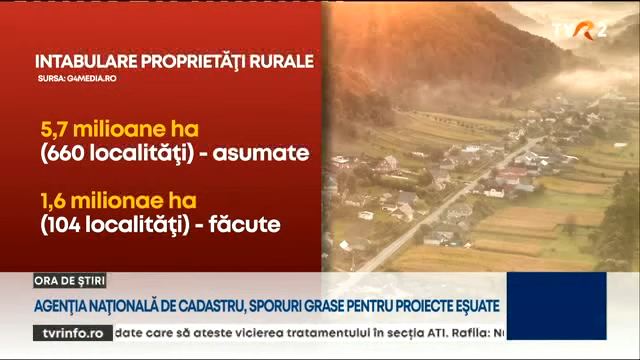 INTABULARE PROPRIETĂŢI RURALE
SURSA: G4MEDIA.RO
TVR2
5,7 milioane ha
(660 localităţi) - asumate
1,6 milionae ha
(104 localităţi) - făcute
ORA DE ŞTIRI
AGENŢIA NAŢIONALĂ DE CADASTRU, SPORURI GRASE PENTRU PROIECTE EŞUATE
tvrinfo.ro date care să ateste vicierea tratamentului în secţia ATI. Rafila: